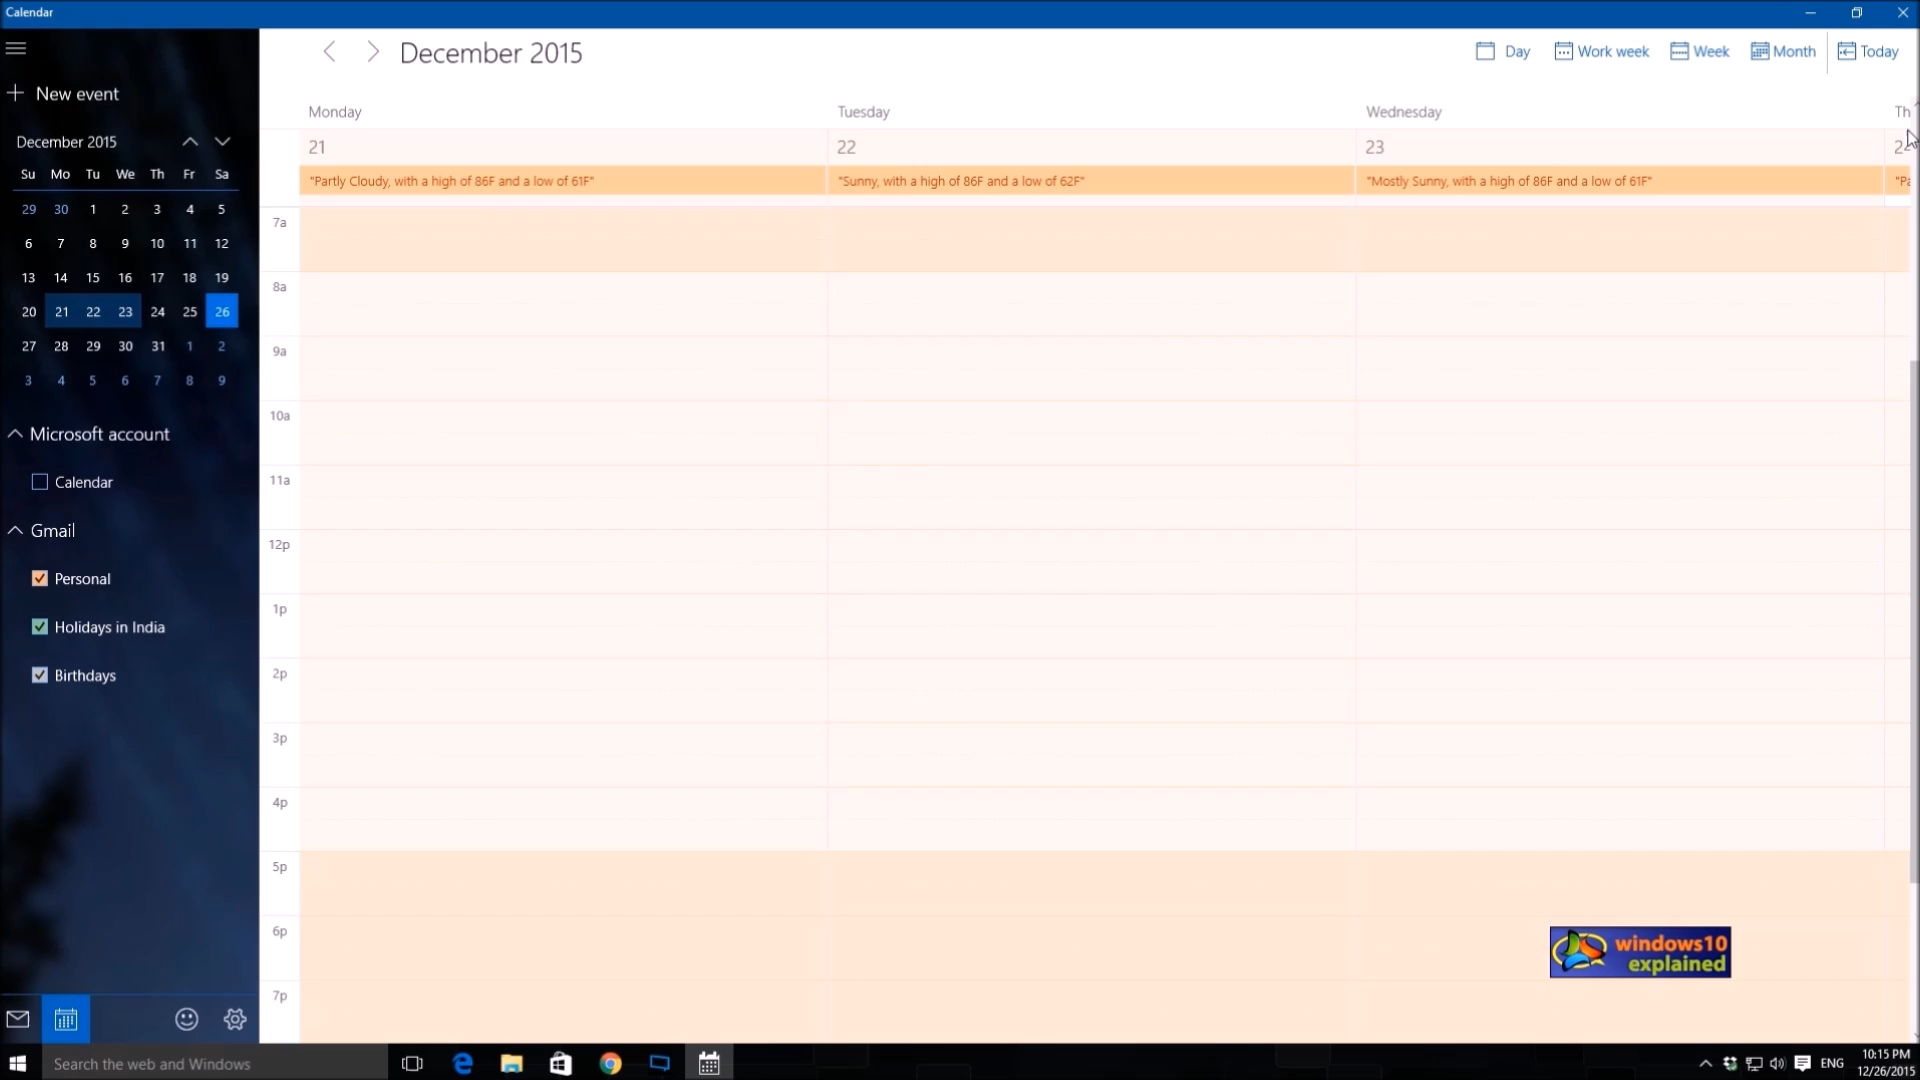 Calendar
December 2015
Day
Work week
Week
Month
Today
New event
December 2015
Su Mo Tu We Th Fr Sa
29 30 1 2 3 4 5
6 7 8 9 10 11 12
13 14 15 16 17 18 19
20 21 22 23 24 25 26
27 28 29 30 31 1 2
3 4 5 6 7 8 9
Microsoft account
Calendar
Gmail
Personal
Holidays in India
Birthdays
Monday
Tuesday
Wednesday
Th
21
22
23
"Partly Cloudy, with a high of 86F and a low of 61F"
"Sunny, with a high of 86F and a low of 62F"
"Mostly Sunny, with a high of 86F and a low of 61F"
"Pa
7a
8a
9a
10a
11a
12p
1p
2p
3p
4p
5p
6p
7p
windows10
explained
Search the web and Windows
ENG
10:15 PM
12/26/2015